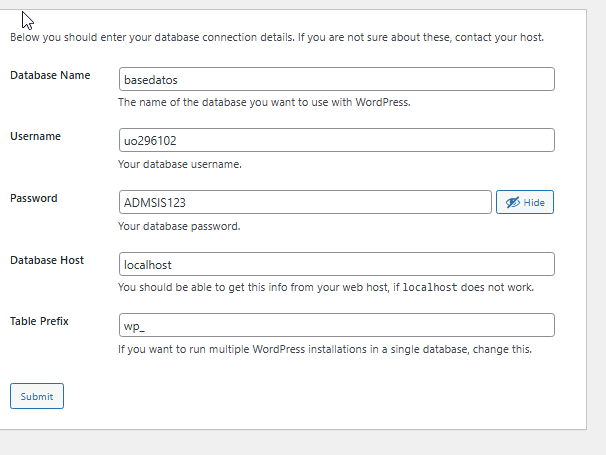 Below you should enter your database connection details. If you are not sure about these, contact your host.
Database Name
basedatos
The name of the database you want to use with WordPress.
Username
uo296102
Your database username.
Password
ADMSIS123
Hide
Your database password.
Database Host
localhost
You should be able to get this info from your web host, if localhost does not work.
Table Prefix
wp_
If you want to run multiple WordPress installations in a single database, change this.
Submit